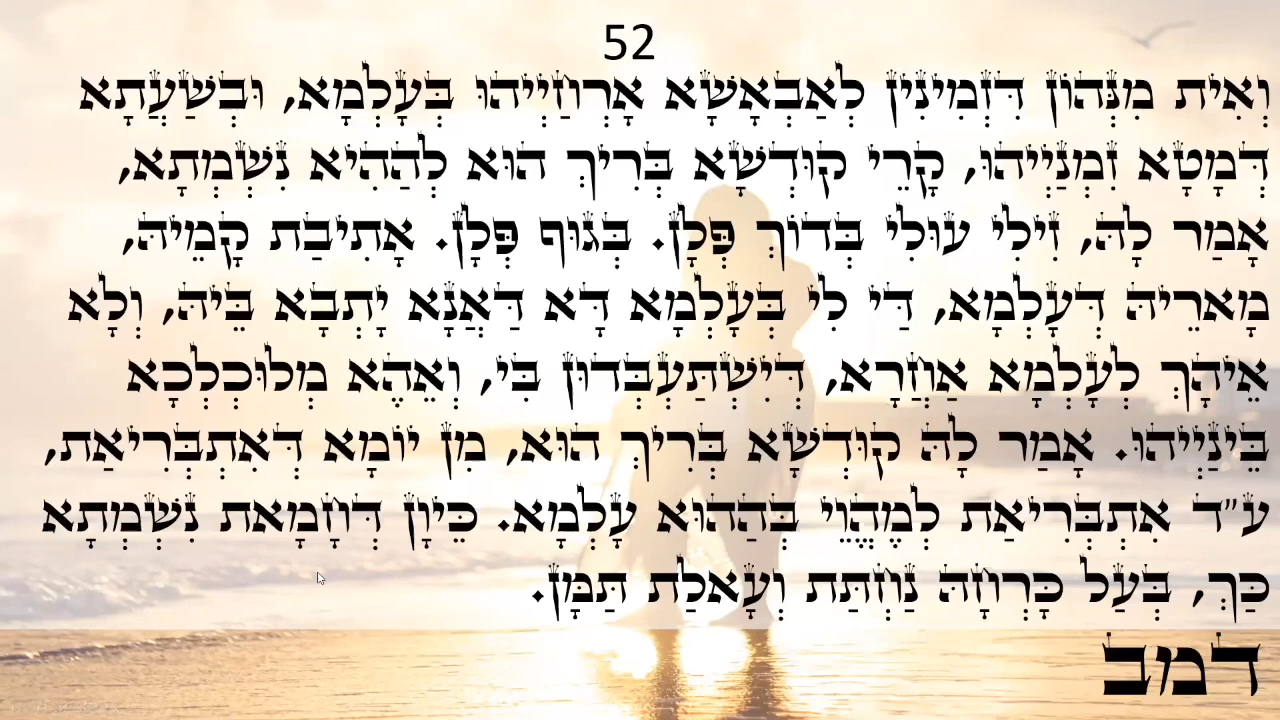 52
וְאִית מִנְּהוֹן דִּזְמִינִין לְאַבְאָשָׁא אָרְחַיְיהוּ בְּעָלְמָא, וּבְשַׁעֲתָא
דְּמָטָא זִמְנַיְיהוּ, קָרֵי קוּדְשָׁא בְּרִיךְ הוּא לְהַהִיא נִשְׁמְתָא,
אָמַר לָהּ, זִילִי עוּלִי בְּדוֹךְ פְּלָן. בְּגוּף פְּלָן. אָתִיבַת קָמֵיהּ,
מָארֵיהּ דְּעָלְמָא, דַּי לִי בְּעָלְמָא דָּא דַּאֲנָא יָתְבָא בֵּיהּ, וְלָא
אֵיהָךְ לְעָלְמָא אַחֲרָא, דְּיִשְׁתַּעְבְּדוּן בִּי, וְאֵהֶא מְלוּכְלְכָא
בֵּינַיְיהוּ. אָמַר לָהּ קוּדְשָׁא בְּרִיךְ הוּא, מִן יוֹמָא דְּאִתְבְּרִיאַת,
ע״ד אִתְבְּרִיאַת לְמֶהֱוֵי בְּהַהוּא עָלְמָא. כֵּיוָן דְּחָמָאת נִשְׁמְתָא
כַּךְ, בְּעַל כָּרְחָהּ נַחְתַּת וְעָאלַת תַּמָּן.
דמב